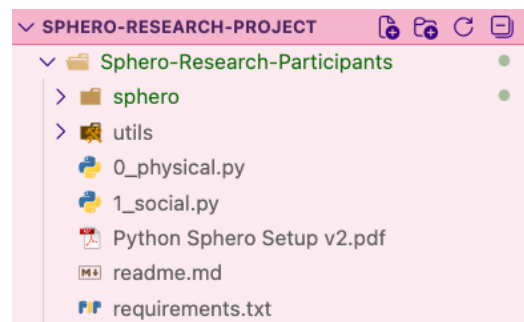 SPHERO-RESEARCH-PROJECT
Sphero-Research-Participants
sphero
utils
0_physical.py
1_social.py
Python Sphero Setup v2.pdf
readme.md
requirements.txt